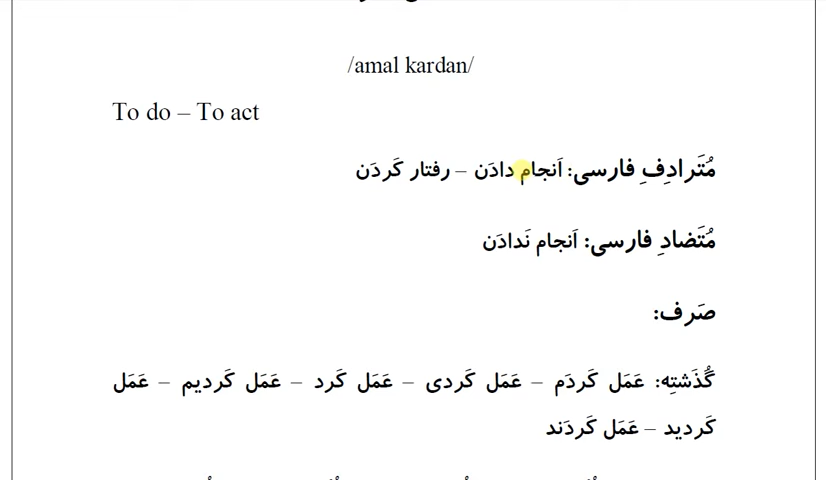 /amal kardan/
To do – To act
مُتَرادِفِ فارسی: اَنجام دادَن – رفتار کَردَن
مُتَضادِ فارسی: اَنجام نَدادَن
صَرف:
گُذَشتِه: عَمَل کَردَم – عَمَل کَردی – عَمَل کَرد – عَمَل کَردیم – عَمَل
کَردید – عَمَل کَردَند